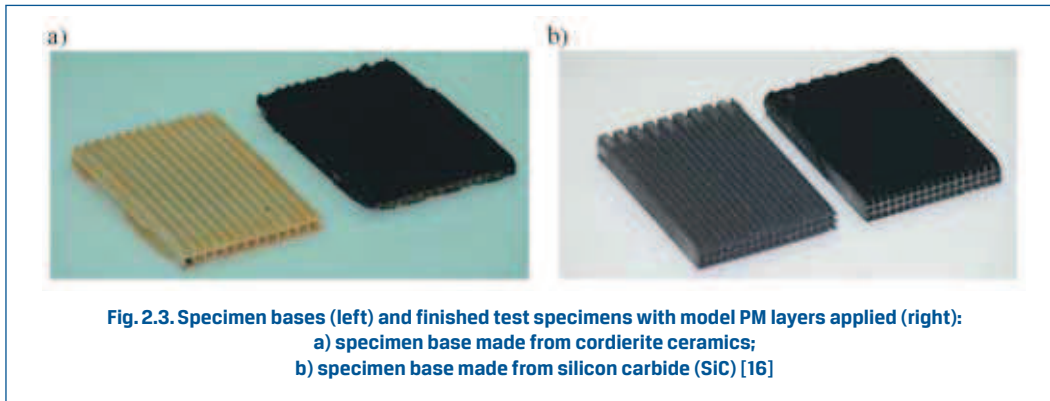 a)
b)
Fig. 2.3. Specimen bases (left) and finished test specimens with model PM layers applied (right):
a) specimen base made from cordierite ceramics;
b) specimen base made from silicon carbide (SiC) [16]